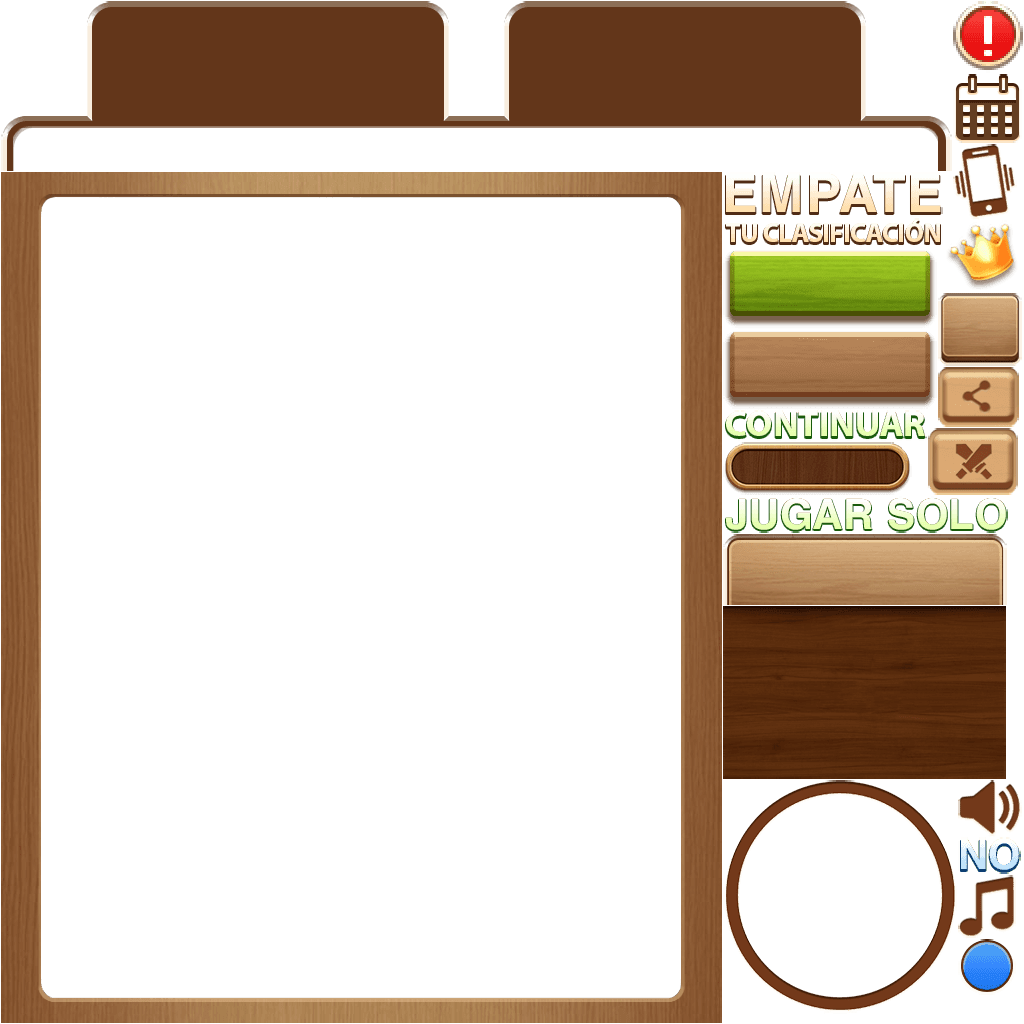 !
EMPATE
TU CLASIFICACIÓN
CONTINUAR
JUGAR SOLO
NO